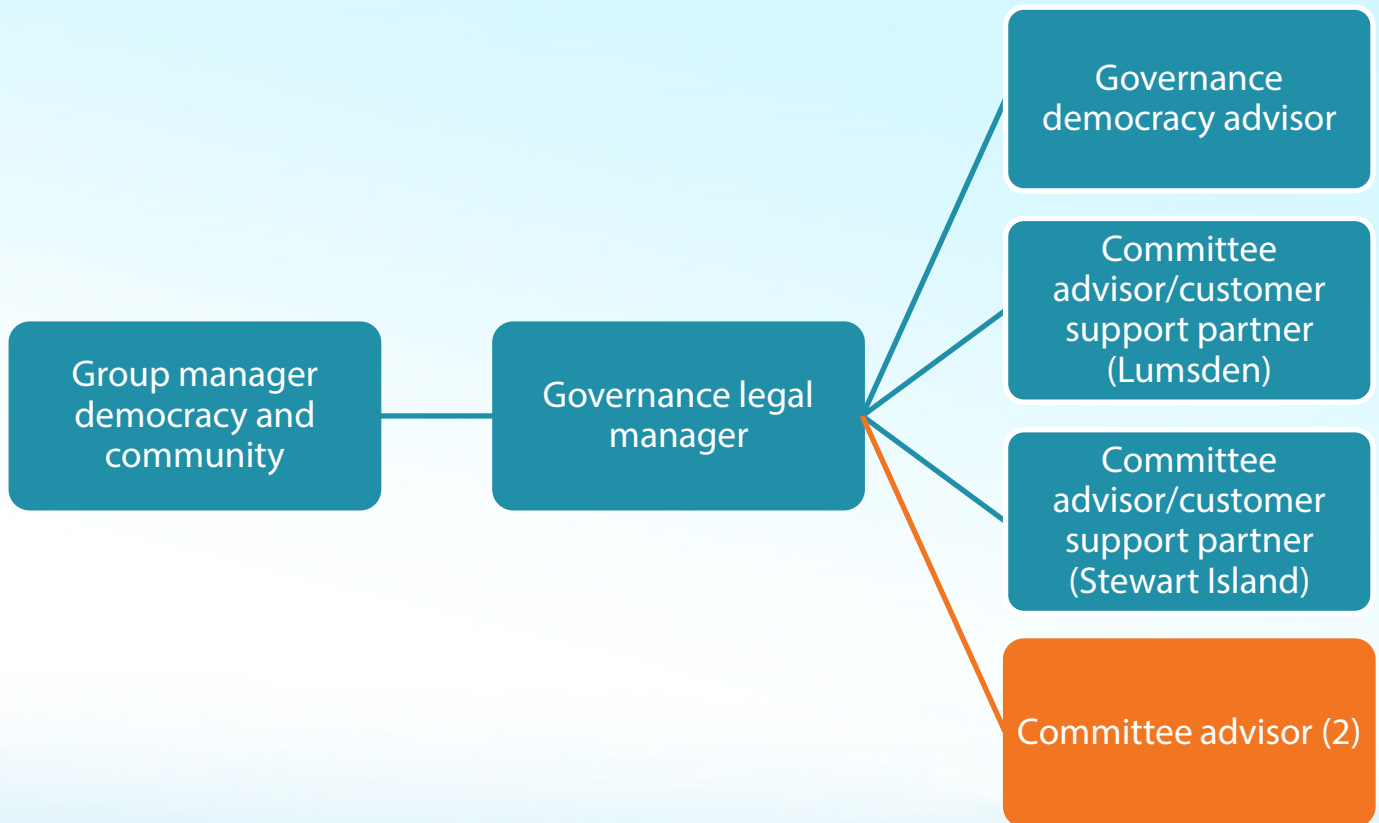 Group manager
democracy and
community
Governance legal
manager
Governance
democracy advisor
Committee
advisor/customer
support partner
(Lumsden)
Committee
advisor/customer
support partner
(Stewart Island)
Committee advisor (2)